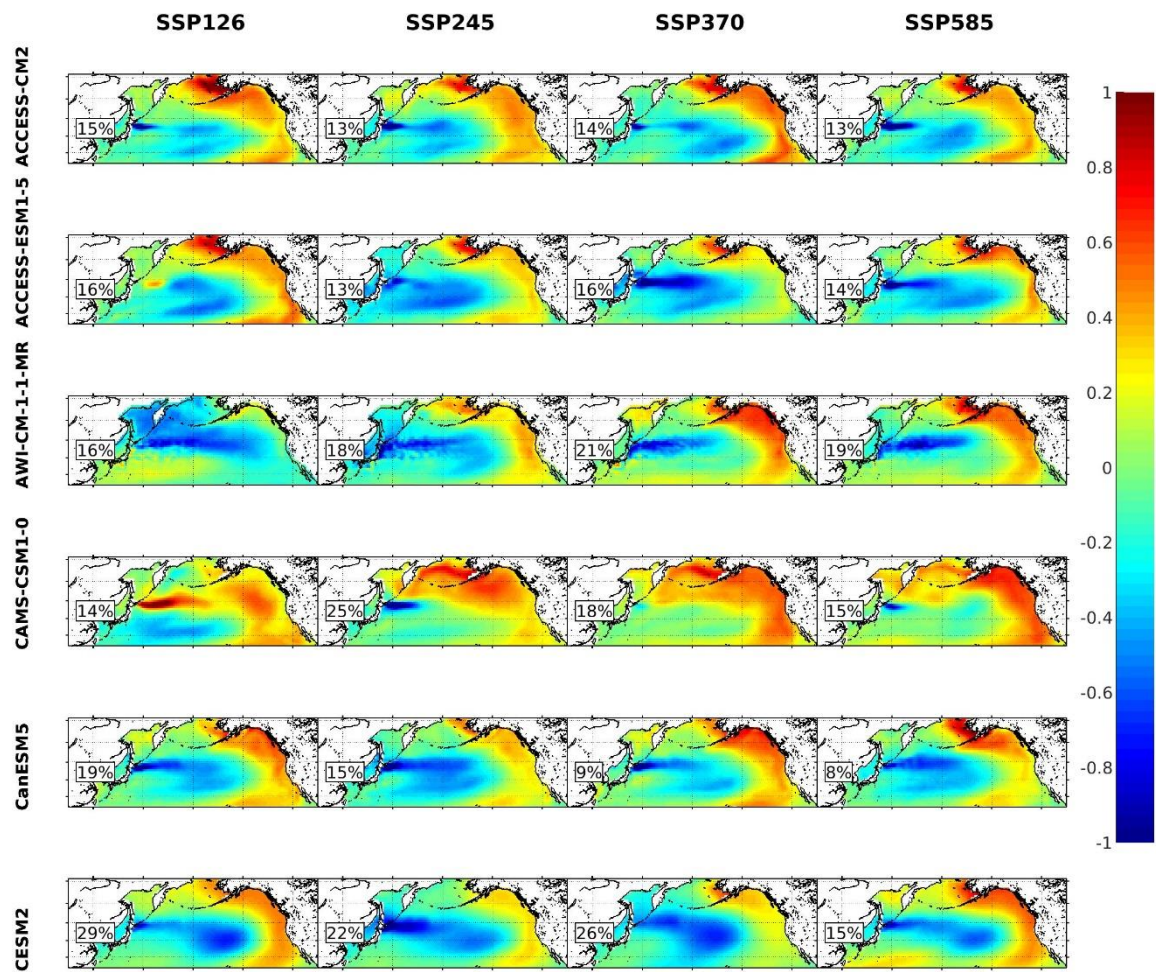 SSP126 SSP245 SSP370 SSP585
ACCESS-CM2
15% 13% 14% 13%
ACCESS-ESM1-5
16% 13% 16% 14%
AWI-CM-1-1-MR
16% 18% 21% 19%
CAMS-CSM1-0
14% 25% 18% 15%
CanESM5
19% 15% 9% 8%
CESM2
29% 22% 26% 15%
1
0.8
0.6
0.4
0.2
0
-0.2
-0.4
-0.6
-0.8
-1